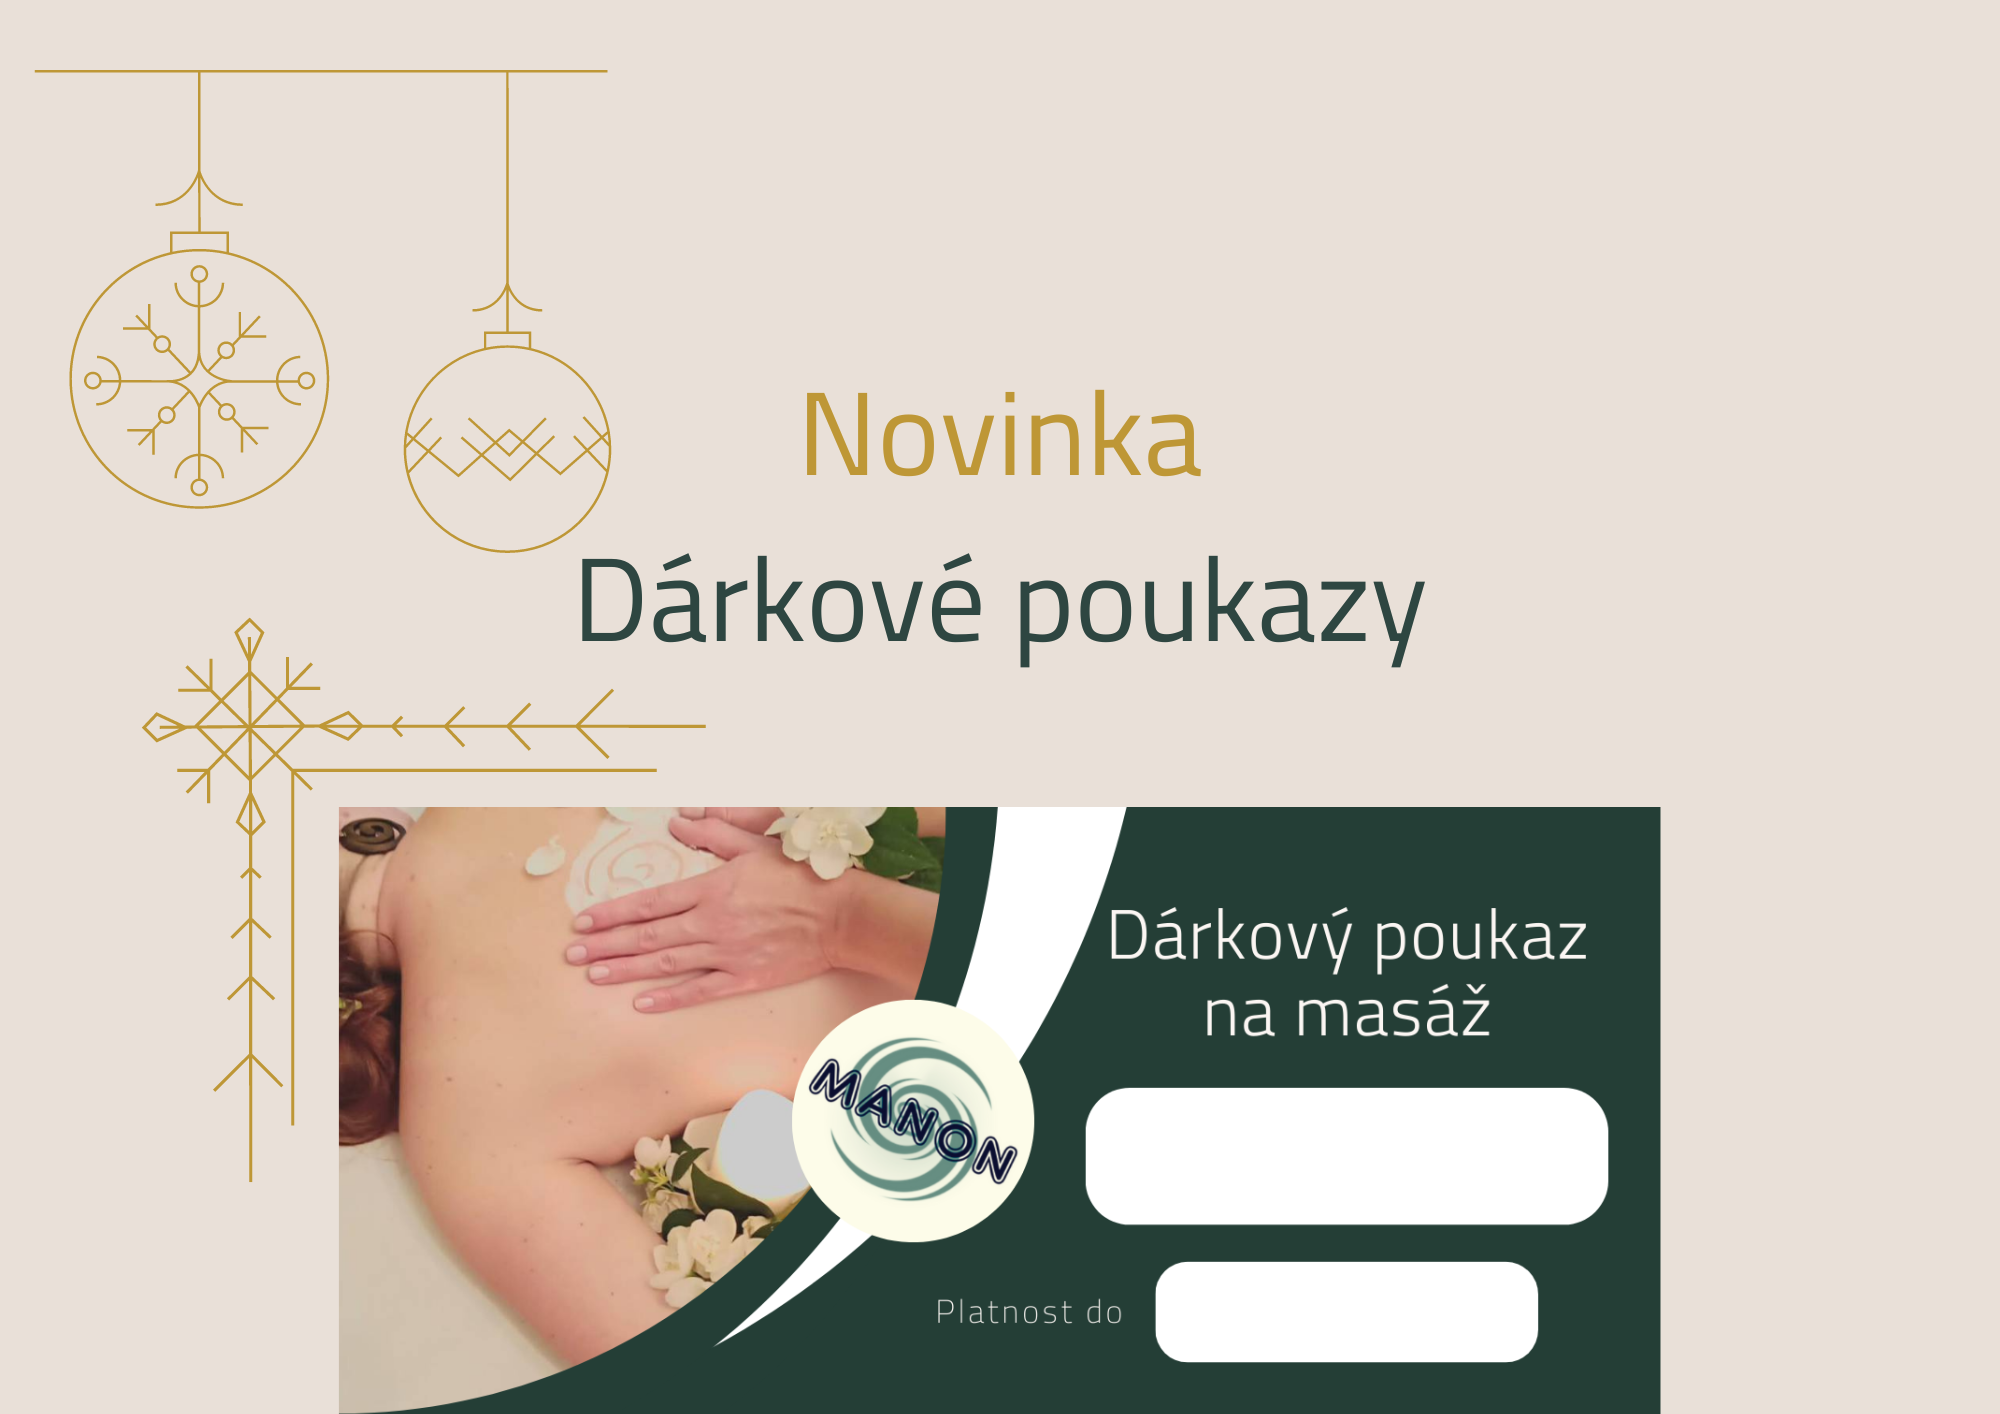 Novinka
Dárkové poukazy
Dárkový poukaz
na masáž
MANON
Platnost do